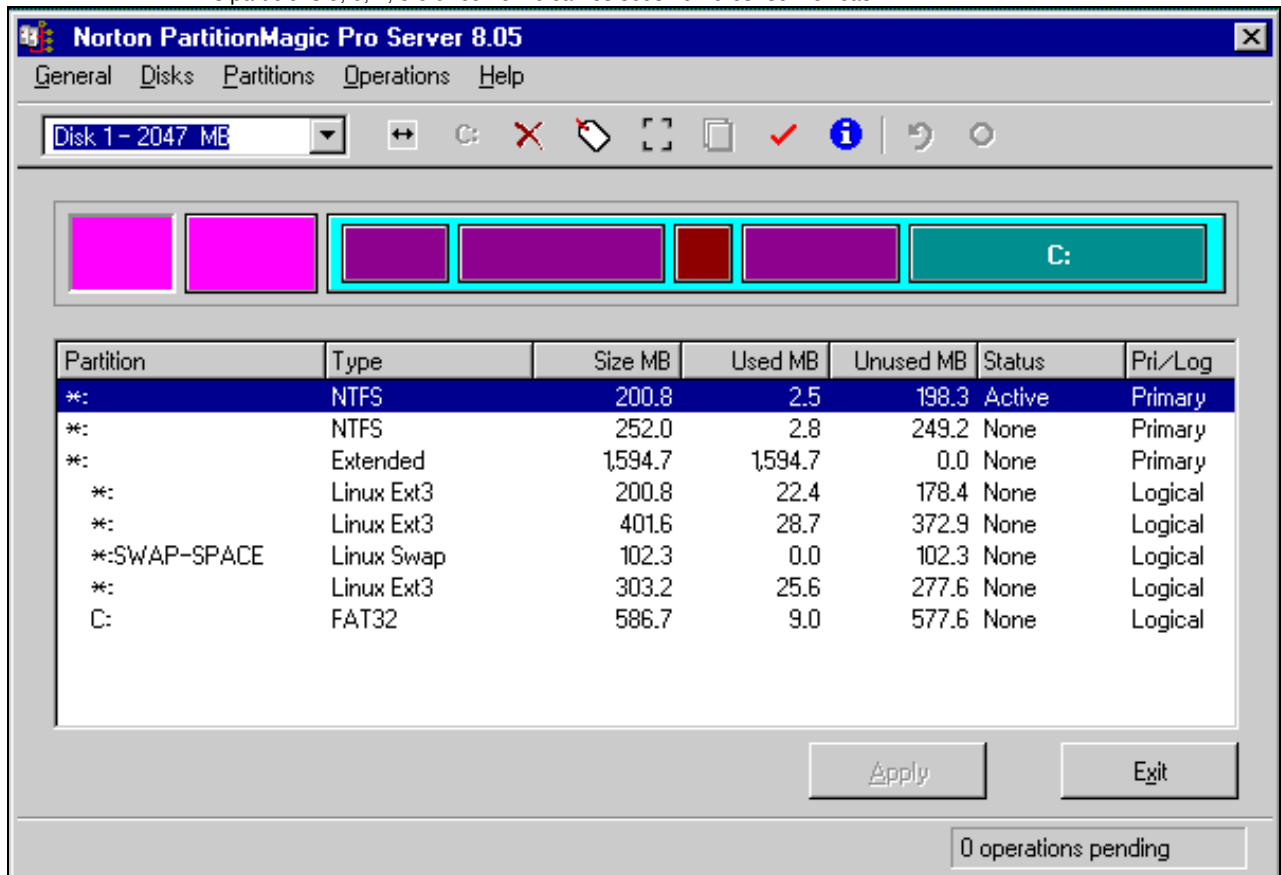 Norton PartitionMagic Pro Server 8.05
General Disks Partitions Operations Help
Disk 1 - 2047 MB C:
C:
Partition Type Size MB Used MB Unused MB Status Pri/Log
*: NTFS 200.8 2.5 198.3 Active Primary
*: NTFS 252.0 2.8 249.2 None Primary
*: Extended 1,594.7 1,594.7 0.0 None Primary
*: Linux Ext3 200.8 22.4 178.4 None Logical
*: Linux Ext3 401.6 28.7 372.9 None Logical
*:SWAP-SPACE Linux Swap 102.3 0.0 102.3 None Logical
*: Linux Ext3 303.2 25.6 277.6 None Logical
C: FAT32 586.7 9.0 577.6 None Logical
Apply Exit
0 operations pending